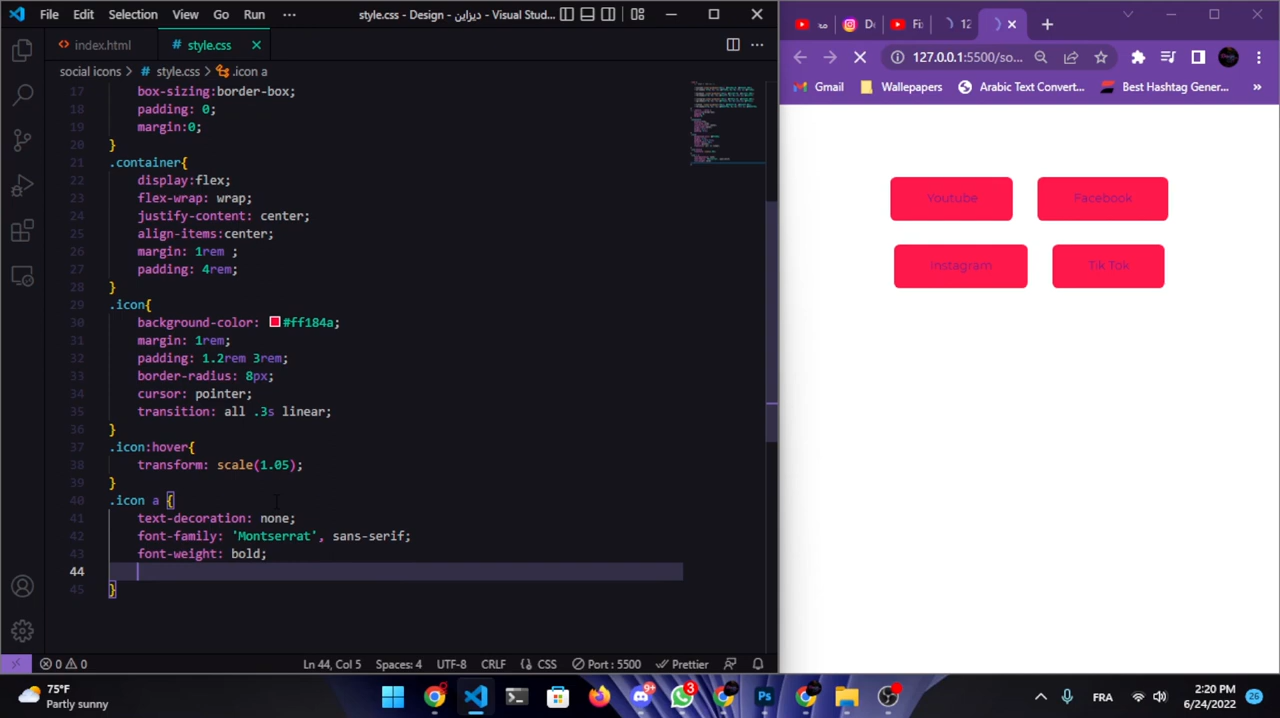 File Edit Selection View Go Run ··· style.css - Design - ديزاين - Visual Stud...
index.html style.css
social icons > style.css > .icon a
17 box-sizing:border-box;
18 padding: 0;
19 margin:0;
20 }
21 .container{
22 display:flex;
23 flex-wrap: wrap;
24 justify-content: center;
25 align-items:center;
26 margin: 1rem ;
27 padding: 4rem;
28 }
29 .icon{
30 background-color: #ff184a;
31 margin: 1rem;
32 padding: 1.2rem 3rem;
33 border-radius: 8px;
34 cursor: pointer;
35 transition: all .3s linear;
36 }
37 .icon:hover{
38 transform: scale(1.05);
39 }
40 .icon a {
41 text-decoration: none;
42 font-family: 'Montserrat', sans-serif;
43 font-weight: bold;
44
45 }
0 0 Ln 44, Col 5 Spaces: 4 UTF-8 CRLF CSS Port : 5500 Prettier
Fi 12
127.0.0.1:5500/so...
Gmail Wallepapers Arabic Text Convert... Best Hashtag Gener... »
Youtube Facebook
Instagram Tik Tok
75°F
Partly sunny
9+ 3
FRA
2:20 PM
6/24/2022
26